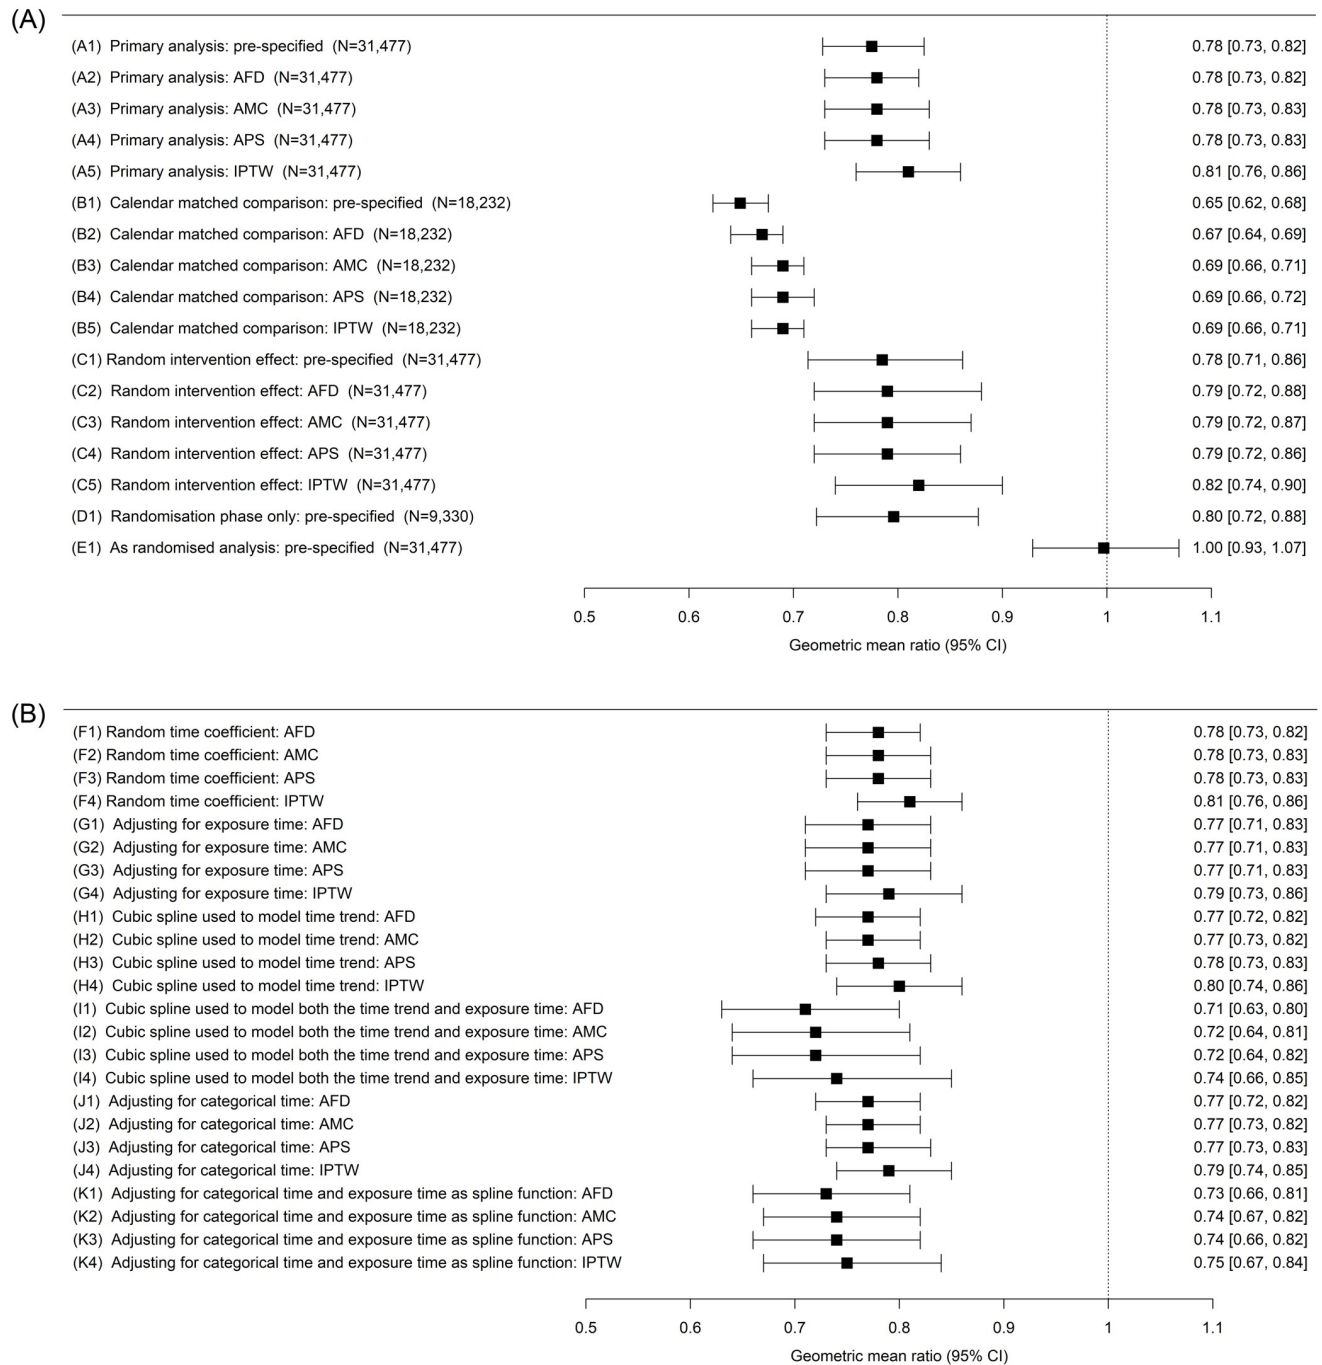 (A)
(A1) Primary analysis: pre-specified (N=31,477) 0.78 [0.73, 0.82]
(A2) Primary analysis: AFD (N=31,477) 0.78 [0.73, 0.82]
(A3) Primary analysis: AMC (N=31,477) 0.78 [0.73, 0.83]
(A4) Primary analysis: APS (N=31,477) 0.78 [0.73, 0.83]
(A5) Primary analysis: IPTW (N=31,477) 0.81 [0.76, 0.86]
(B1) Calendar matched comparison: pre-specified (N=18,232) 0.65 [0.62, 0.68]
(B2) Calendar matched comparison: AFD (N=18,232) 0.67 [0.64, 0.69]
(B3) Calendar matched comparison: AMC (N=18,232) 0.69 [0.66, 0.71]
(B4) Calendar matched comparison: APS (N=18,232) 0.69 [0.66, 0.72]
(B5) Calendar matched comparison: IPTW (N=18,232) 0.69 [0.66, 0.71]
(C1) Random intervention effect: pre-specified (N=31,477) 0.78 [0.71, 0.86]
(C2) Random intervention effect: AFD (N=31,477) 0.79 [0.72, 0.88]
(C3) Random intervention effect: AMC (N=31,477) 0.79 [0.72, 0.87]
(C4) Random intervention effect: APS (N=31,477) 0.79 [0.72, 0.86]
(C5) Random intervention effect: IPTW (N=31,477) 0.82 [0.74, 0.90]
(D1) Randomisation phase only: pre-specified (N=9,330) 0.80 [0.72, 0.88]
(E1) As randomised analysis: pre-specified (N=31,477) 1.00 [0.93, 1.07]
0.5 0.6 0.7 0.8 0.9 1 1.1
Geometric mean ratio (95% CI)
(B)
(F1) Random time coefficient: AFD 0.78 [0.73, 0.82]
(F2) Random time coefficient: AMC 0.78 [0.73, 0.83]
(F3) Random time coefficient: APS 0.78 [0.73, 0.83]
(F4) Random time coefficient: IPTW 0.81 [0.76, 0.86]
(G1) Adjusting for exposure time: AFD 0.77 [0.71, 0.83]
(G2) Adjusting for exposure time: AMC 0.77 [0.71, 0.83]
(G3) Adjusting for exposure time: APS 0.77 [0.71, 0.83]
(G4) Adjusting for exposure time: IPTW 0.79 [0.73, 0.86]
(H1) Cubic spline used to model time trend: AFD 0.77 [0.72, 0.82]
(H2) Cubic spline used to model time trend: AMC 0.77 [0.73, 0.82]
(H3) Cubic spline used to model time trend: APS 0.78 [0.73, 0.83]
(H4) Cubic spline used to model time trend: IPTW 0.80 [0.74, 0.86]
(I1) Cubic spline used to model both the time trend and exposure time: AFD 0.71 [0.63, 0.80]
(I2) Cubic spline used to model both the time trend and exposure time: AMC 0.72 [0.64, 0.81]
(I3) Cubic spline used to model both the time trend and exposure time: APS 0.72 [0.64, 0.82]
(I4) Cubic spline used to model both the time trend and exposure time: IPTW 0.74 [0.66, 0.85]
(J1) Adjusting for categorical time: AFD 0.77 [0.72, 0.82]
(J2) Adjusting for categorical time: AMC 0.77 [0.73, 0.82]
(J3) Adjusting for categorical time: APS 0.77 [0.73, 0.83]
(J4) Adjusting for categorical time: IPTW 0.79 [0.74, 0.85]
(K1) Adjusting for categorical time and exposure time as spline function: AFD 0.73 [0.66, 0.81]
(K2) Adjusting for categorical time and exposure time as spline function: AMC 0.74 [0.67, 0.82]
(K3) Adjusting for categorical time and exposure time as spline function: APS 0.74 [0.66, 0.82]
(K4) Adjusting for categorical time and exposure time as spline function: IPTW 0.75 [0.67, 0.84]
0.5 0.6 0.7 0.8 0.9 1 1.1
Geometric mean ratio (95% CI)